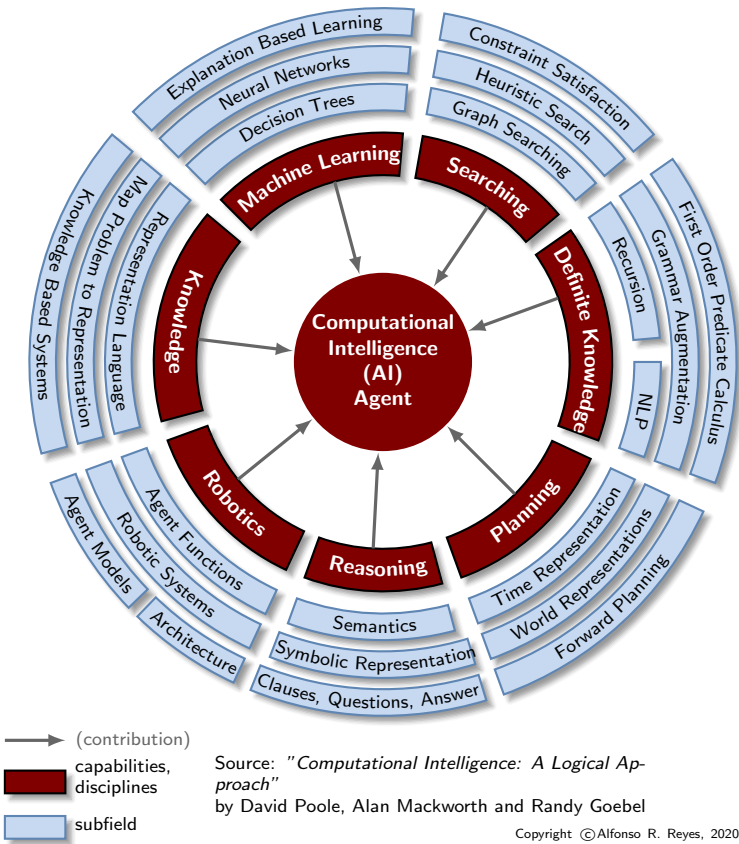 Explanation Based Learning
Neural Networks
Decision Trees
Machine Learning
Constraint Satisfaction
Heuristic Search
Graph Searching
Searching
First Order Predicate Calculus
Grammar Augmentation
Recursion
NLP
Definite Knowledge
Knowledge Based Systems
Map Problem to Representation
Representation Language
Knowledge
Computational
Intelligence
(AI)
Agent
Planning
Time Representation
World Representations
Forward Planning
Robotics
Agent Functions
Robotic Systems
Agent Models
Architecture
Reasoning
Semantics
Symbolic Representation
Clauses, Questions, Answer
(contribution)
capabilities,
disciplines
subfield
Source: "Computational Intelligence: A Logical Ap-
proach"
by David Poole, Alan Mackworth and Randy Goebel
Copyright ©Alfonso R. Reyes, 2020